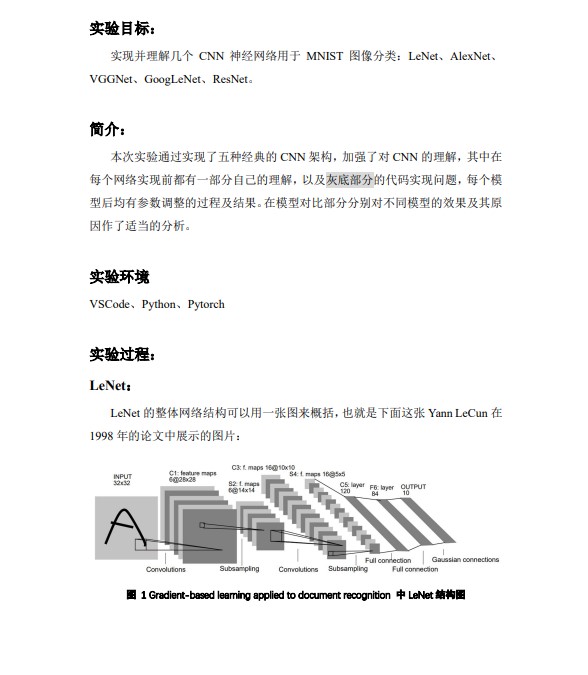 实验目标：
实现并理解几个 CNN 神经网络用于 MNIST 图像分类：LeNet、AlexNet、
VGGNet、GoogLeNet、ResNet。
简介：
本次实验通过实现了五种经典的 CNN 架构，加强了对 CNN 的理解，其中在
每个网络实现前都有一部分自己的理解，以及灰底部分的代码实现问题，每个模
型后均有参数调整的过程及结果。在模型对比部分分别对不同模型的效果及其原
因作了适当的分析。
实验环境
VSCode、Python、Pytorch
实验过程：
LeNet：
LeNet 的整体网络结构可以用一张图来概括，也就是下面这张 Yann LeCun 在
1998 年的论文中展示的图片：
INPUT
32x32
C1: feature maps
6@28x28
S2: f. maps
6@14x14
C3: f. maps 16@10x10
S4: f. maps 16@5x5
C5: layer
120
F6: layer
84
OUTPUT
10
Convolutions
Subsampling
Convolutions
Subsampling
Full connection
Full connection
Gaussian connections
图 1 Gradient-based learning applied to document recognition 中 LeNet 结构图